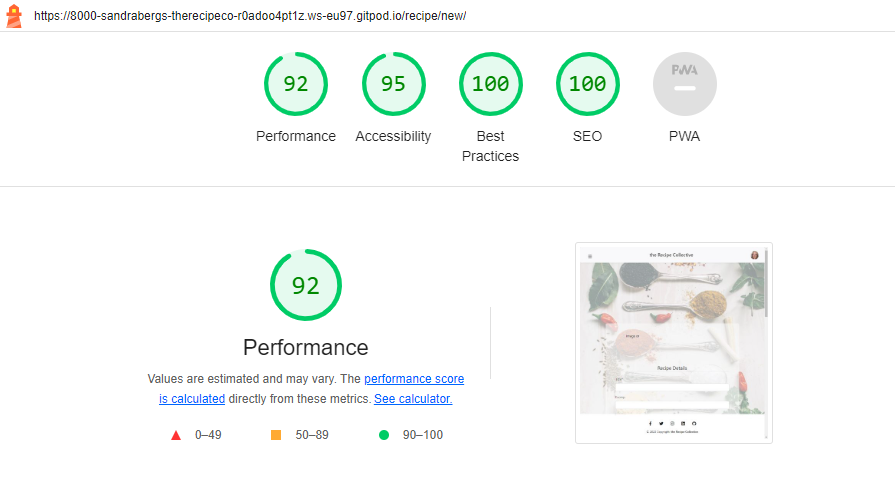 https://8000-sandrabergs-therecipeco-r0adoo4pt1z.ws-eu97.gitpod.io/recipe/new/
92 95 100 100 PWA
Performance Accessibility Best Practices SEO PWA
92
Performance
Values are estimated and may vary. The performance score
is calculated directly from these metrics. See calculator.
0–49 50–89 90–100
the Recipe Collective
Recipe Details